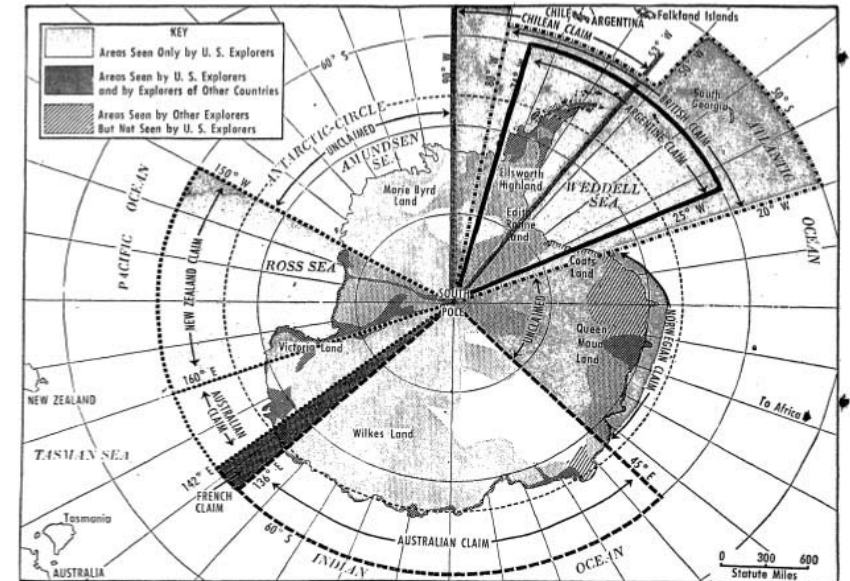 KEY
Areas Seen Only by U. S. Explorers
Areas Seen by U. S. Explorers
and by Explorers of Other Countries
Areas Seen by Other Explorers
But Not Seen by U. S. Explorers
CHILE
ARGENTINA
Falkland Islands
CHILEAN CLAIM
53° W
60° S
90° W
80° W
50° S
South
Georgia
BRITISH CLAIM
ARGENTINE CLAIM
ATLANTIC
OCEAN
ANTARCTIC-CIRCLE
UNCLAIMED
AMUNDSEN
SEA
150° W
PACIFIC
OCEAN
Marie Byrd
Land
Ellsworth
Highland
WEDDELL
SEA
Edith
Ronne
Land
25° W
20° W
NEW ZEALAND CLAIM
ROSS SEA
Coats
Land
SOUTH
POLE
UNCLAIMED
Queen
Maud
Land
NORWEGIAN CLAIM
Victoria Land
160° E
NEW ZEALAND
AUSTRALIAN
CLAIM
To Africa
TASMAN SEA
Wilkes Land
142° E
136° E
45° E
FRENCH
CLAIM
60° S
AUSTRALIAN CLAIM
INDIAN
OCEAN
Tasmania
AUSTRALIA
0 300 600
Statute Miles